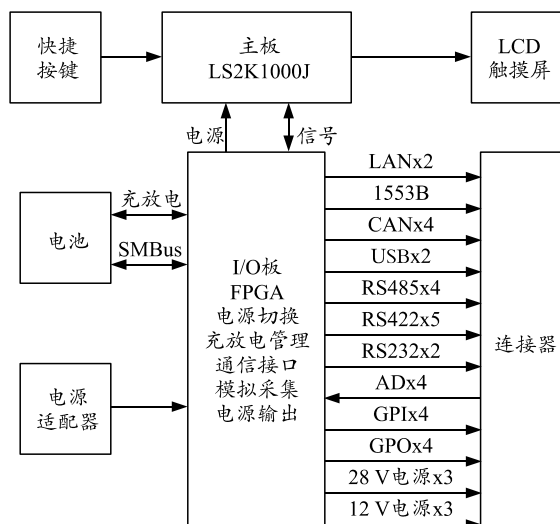 快捷
按键
主板
LS2K1000J
LCD
触摸屏
电源
信号
充放电
电池
SMBus
电源
适配器
I/O板
FPGA
电源切换
充放电管理
通信接口
模拟采集
电源输出
LANx2
1553B
CANx4
USBx2
RS485x4
RS422x5
RS232x2
ADx4
GPIx4
GPOx4
28 V电源x3
12 V电源x3
连接器